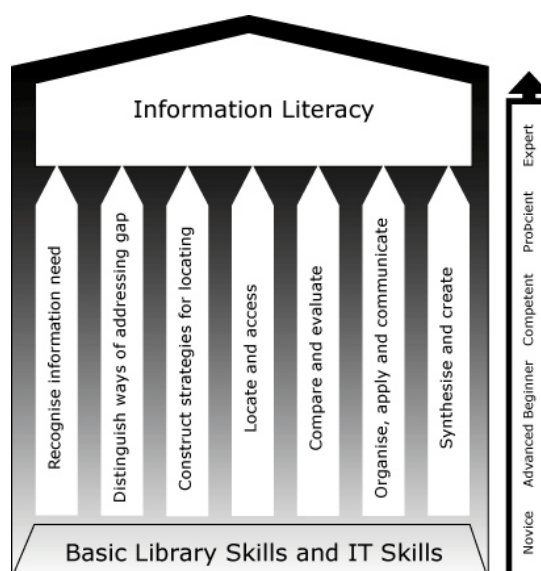 Information Literacy
Recognise information need
Distinguish ways of addressing gap
Construct strategies for locating
Locate and access
Compare and evaluate
Organise, apply and communicate
Synthesise and create
Basic Library Skills and IT Skills
Novice
Advanced Beginner
Competent
ProÞcient
Expert